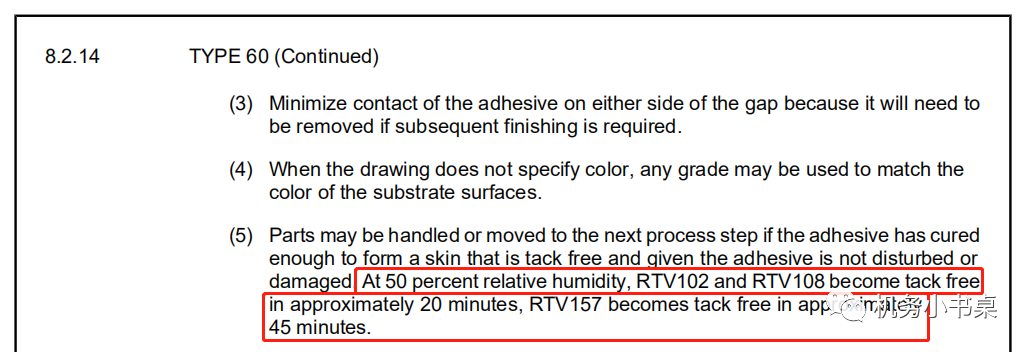 8.2.14 TYPE 60 (Continued)
(3) Minimize contact of the adhesive on either side of the gap because it will need to
be removed if subsequent finishing is required.
(4) When the drawing does not specify color, any grade may be used to match the
color of the substrate surfaces.
(5) Parts may be handled or moved to the next process step if the adhesive has cured
enough to form a skin that is tack free and given the adhesive is not disturbed or
damaged. At 50 percent relative humidity, RTV102 and RTV108 become tack free
in approximately 20 minutes, RTV157 becomes tack free in approximately
45 minutes.
机务小书桌